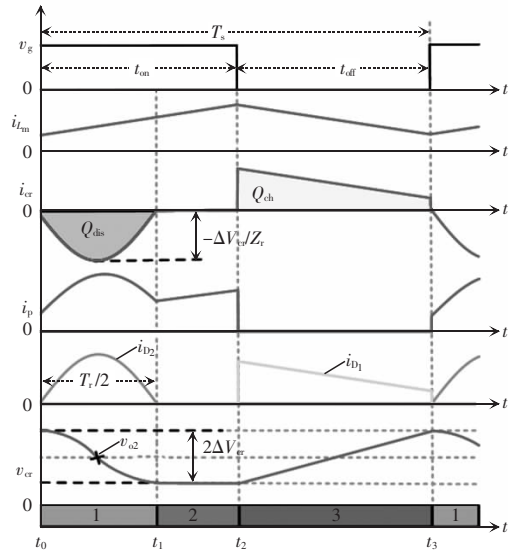 T_s
v_g
t_on
t_off
0
t
i_Lm
0
t
i_cr
Q_ch
0
t
Q_dis
−ΔV_cr/Z_r
i_p
0
t
i_D2
i_D1
T_r/2
0
t
v_o2
2ΔV_cr
v_cr
0
1
2
3
1
t
t_0
t_1
t_2
t_3